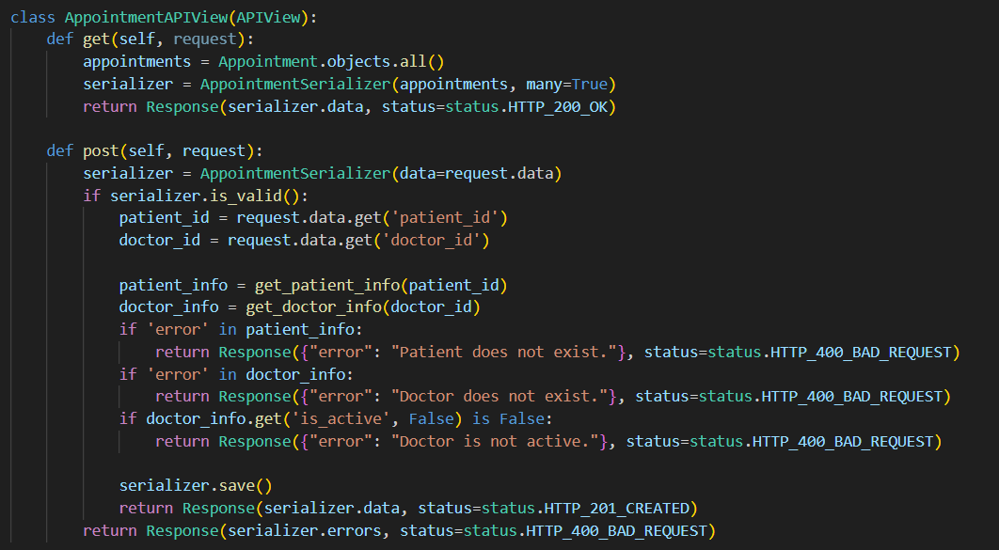 class AppointmentAPIView(APIView):
    def get(self, request):
        appointments = Appointment.objects.all()
        serializer = AppointmentSerializer(appointments, many=True)
        return Response(serializer.data, status=status.HTTP_200_OK)

    def post(self, request):
        serializer = AppointmentSerializer(data=request.data)
        if serializer.is_valid():
            patient_id = request.data.get('patient_id')
            doctor_id = request.data.get('doctor_id')

            patient_info = get_patient_info(patient_id)
            doctor_info = get_doctor_info(doctor_id)
            if 'error' in patient_info:
                return Response({"error": "Patient does not exist."}, status=status.HTTP_400_BAD_REQUEST)
            if 'error' in doctor_info:
                return Response({"error": "Doctor does not exist."}, status=status.HTTP_400_BAD_REQUEST)
            if doctor_info.get('is_active', False) is False:
                return Response({"error": "Doctor is not active."}, status=status.HTTP_400_BAD_REQUEST)

            serializer.save()
            return Response(serializer.data, status=status.HTTP_201_CREATED)
        return Response(serializer.errors, status=status.HTTP_400_BAD_REQUEST)